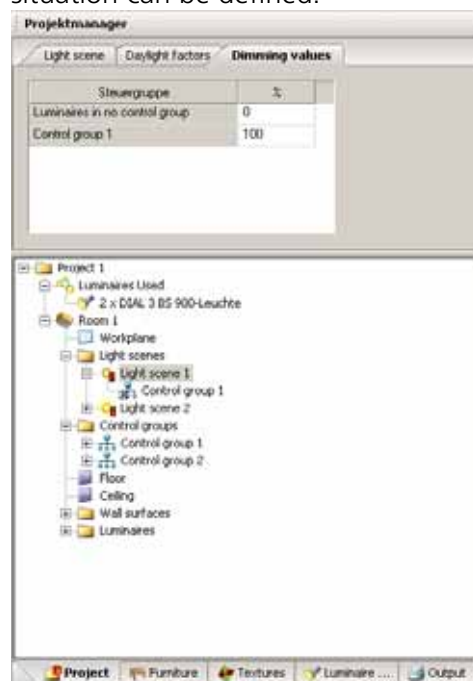 situation can be defined.
Projektmanager
Light scene Daylight factors Dimming values
Steuergruppe %
Luminaires in no control group 0
Control group 1 100
Project 1
Luminaires Used
2 x DIAL 3 BS 900-Leuchte
Room 1
Workplane
Light scenes
Light scene 1
Control group 1
Light scene 2
Control groups
Control group 1
Control group 2
Floor
Ceiling
Wall surfaces
Luminaires
Project Furniture Textures Luminaire .... Output